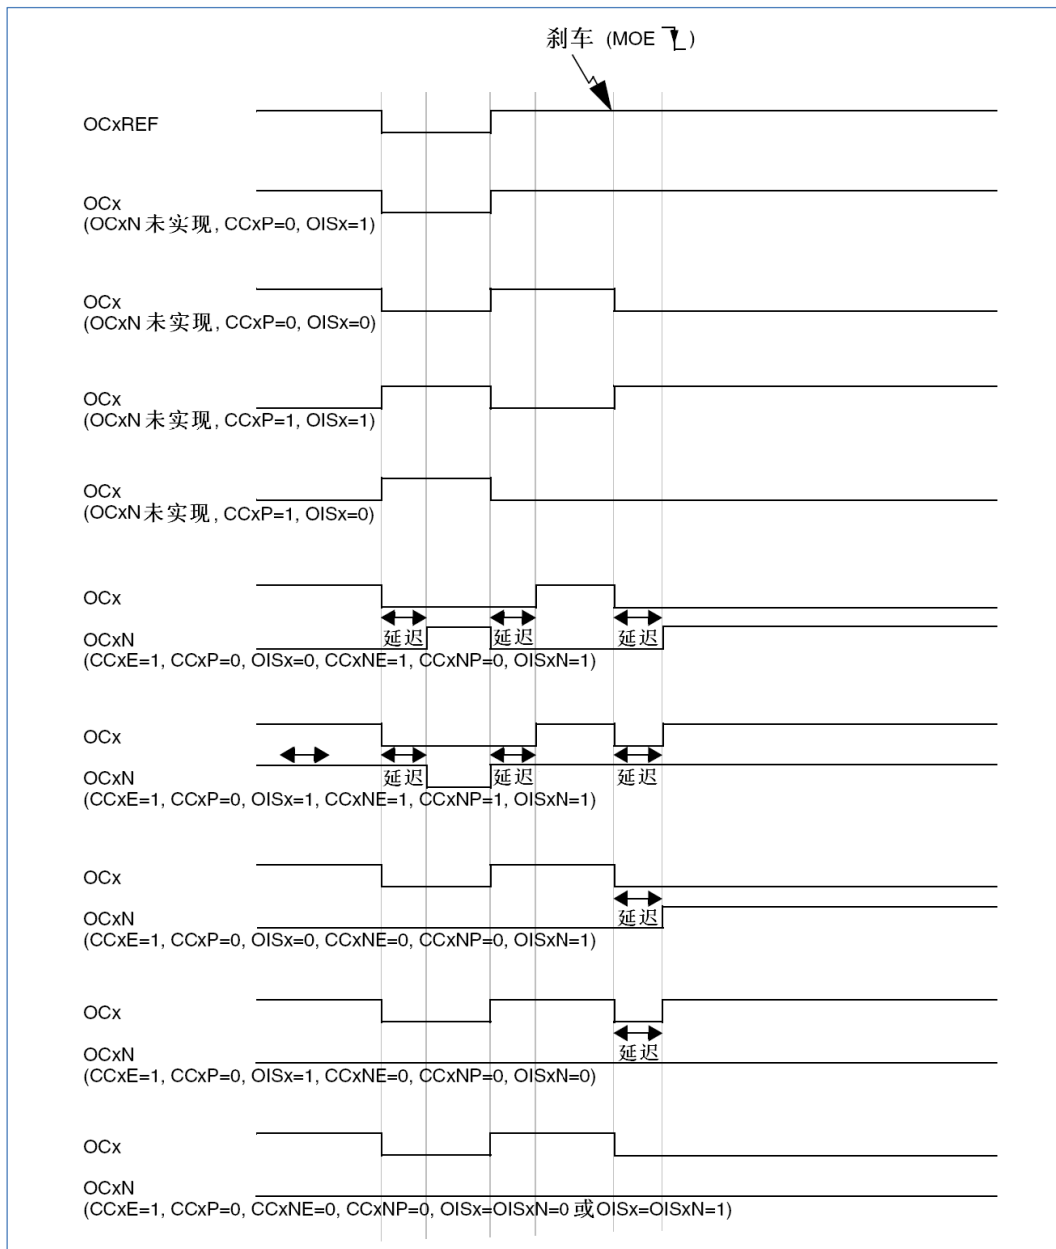 刹车 (MOE )
OCxREF
OCx
(OCxN 未实现, CCxP=0, OISx=1)
OCx
(OCxN 未实现, CCxP=0, OISx=0)
OCx
(OCxN 未实现, CCxP=1, OISx=1)
OCx
(OCxN 未实现, CCxP=1, OISx=0)
OCx
延迟 延迟 延迟
OCxN
(CCxE=1, CCxP=0, OISx=0, CCxNE=1, CCxNP=0, OISxN=1)
OCx
延迟 延迟 延迟
OCxN
(CCxE=1, CCxP=0, OISx=1, CCxNE=1, CCxNP=1, OISxN=1)
OCx
延迟
OCxN
(CCxE=1, CCxP=0, OISx=0, CCxNE=0, CCxNP=0, OISxN=1)
OCx
延迟
OCxN
(CCxE=1, CCxP=0, OISx=1, CCxNE=0, CCxNP=0, OISxN=0)
OCx
OCxN
(CCxE=1, CCxP=0, CCxNE=0, CCxNP=0, OISx=OISxN=0 或OISx=OISxN=1)